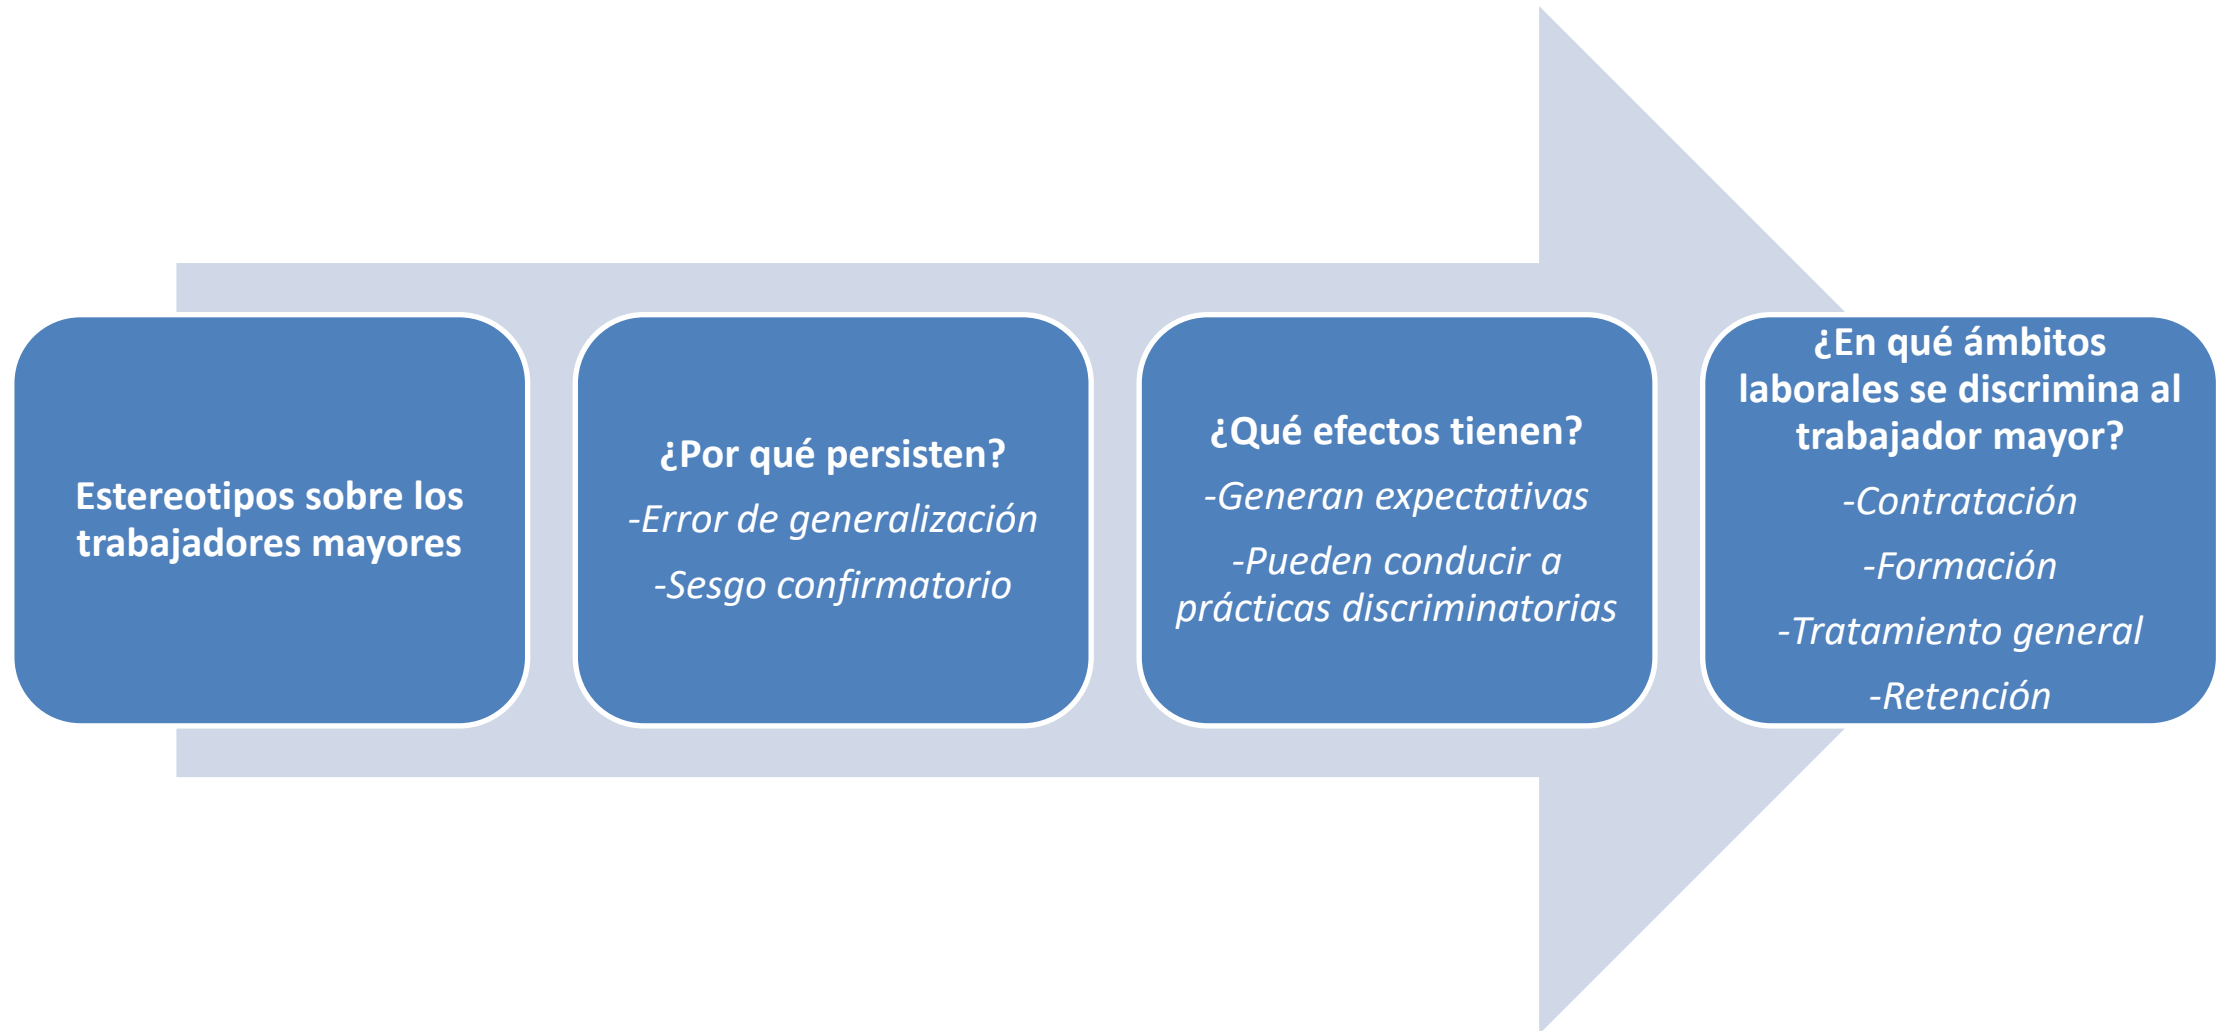 Estereotipos sobre los
trabajadores mayores
¿Por qué persisten?
-Error de generalización
-Sesgo confirmatorio
¿Qué efectos tienen?
-Generan expectativas
-Pueden conducir a
prácticas discriminatorias
¿En qué ámbitos
laborales se discrimina al
trabajador mayor?
-Contratación
-Formación
-Tratamiento general
-Retención